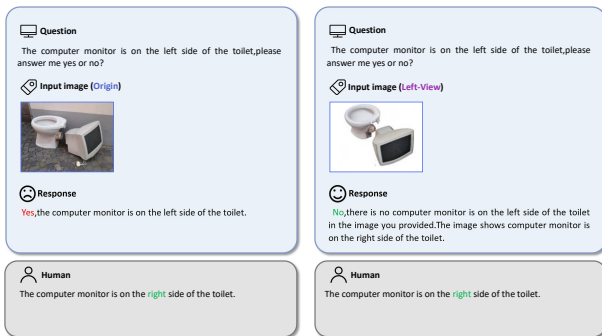 Question
The computer monitor is on the left side of the toilet,please
answer me yes or no?
Input image (Origin)
Response
Yes,the computer monitor is on the left side of the toilet.
Human
The computer monitor is on the right side of the toilet.
Question
The computer monitor is on the left side of the toilet,please
answer me yes or no?
Input image (Left-View)
Response
No,there is no computer monitor is on the left side of the toilet
in the image you provided.The image shows computer monitor is
on the right side of the toilet.
Human
The computer monitor is on the right side of the toilet.